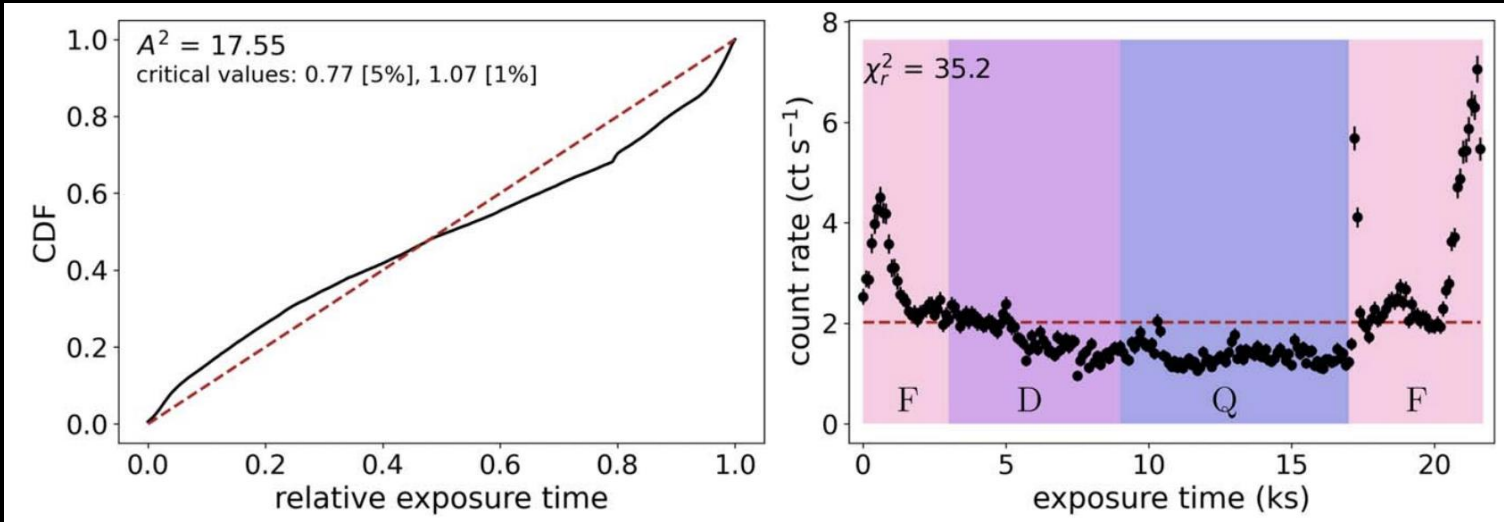 A² = 17.55
critical values: 0.77 [5%], 1.07 [1%]
CDF
1.0
0.8
0.6
0.4
0.2
0.0
0.0 0.2 0.4 0.6 0.8 1.0
relative exposure time
χ²ᵣ = 35.2
count rate (ct s⁻¹)
8
6
4
2
0
F D Q F
0 5 10 15 20
exposure time (ks)